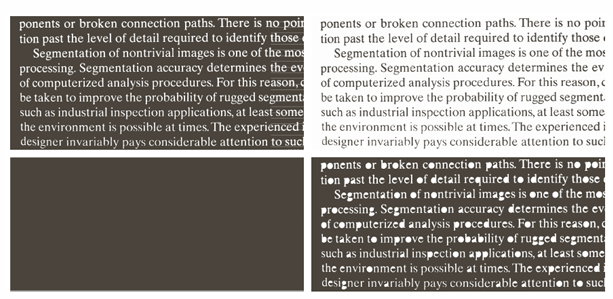 ponents or broken connection paths. There is no poin
tion past the level of detail required to identify those
Segmentation of nontrivial images is one of the mos
processing. Segmentation accuracy determines the ev
of computerized analysis procedures. For this reason, c
be taken to improve the probability of rugged segment
such as industrial inspection applications, at least some
the environment is possible at times. The experienced i
designer invariably pays considerable attention to such
ponents or broken connection paths. There is no poin
tion past the level of detail required to identify those
Segmentation of nontrivial images is one of the mos
processing. Segmentation accuracy determines the ev
of computerized analysis procedures. For this reason, c
be taken to improve the probability of rugged segment
such as industrial inspection applications, at least some
the environment is possible at times. The experienced i
designer invariably pays considerable attention to such
ponents or broken connection paths. There is no poin
tion past the level of detail required to identify those
Segmentation of nontrivial images is one of the mos
processing. Segmentation accuracy determines the ev
of computerized analysis procedures. For this reason, c
be taken to improve the probability of rugged segment
such as industrial inspection applications, at least some
the environment is possible at times. The experienced i
designer invariably pays considerable attention to such